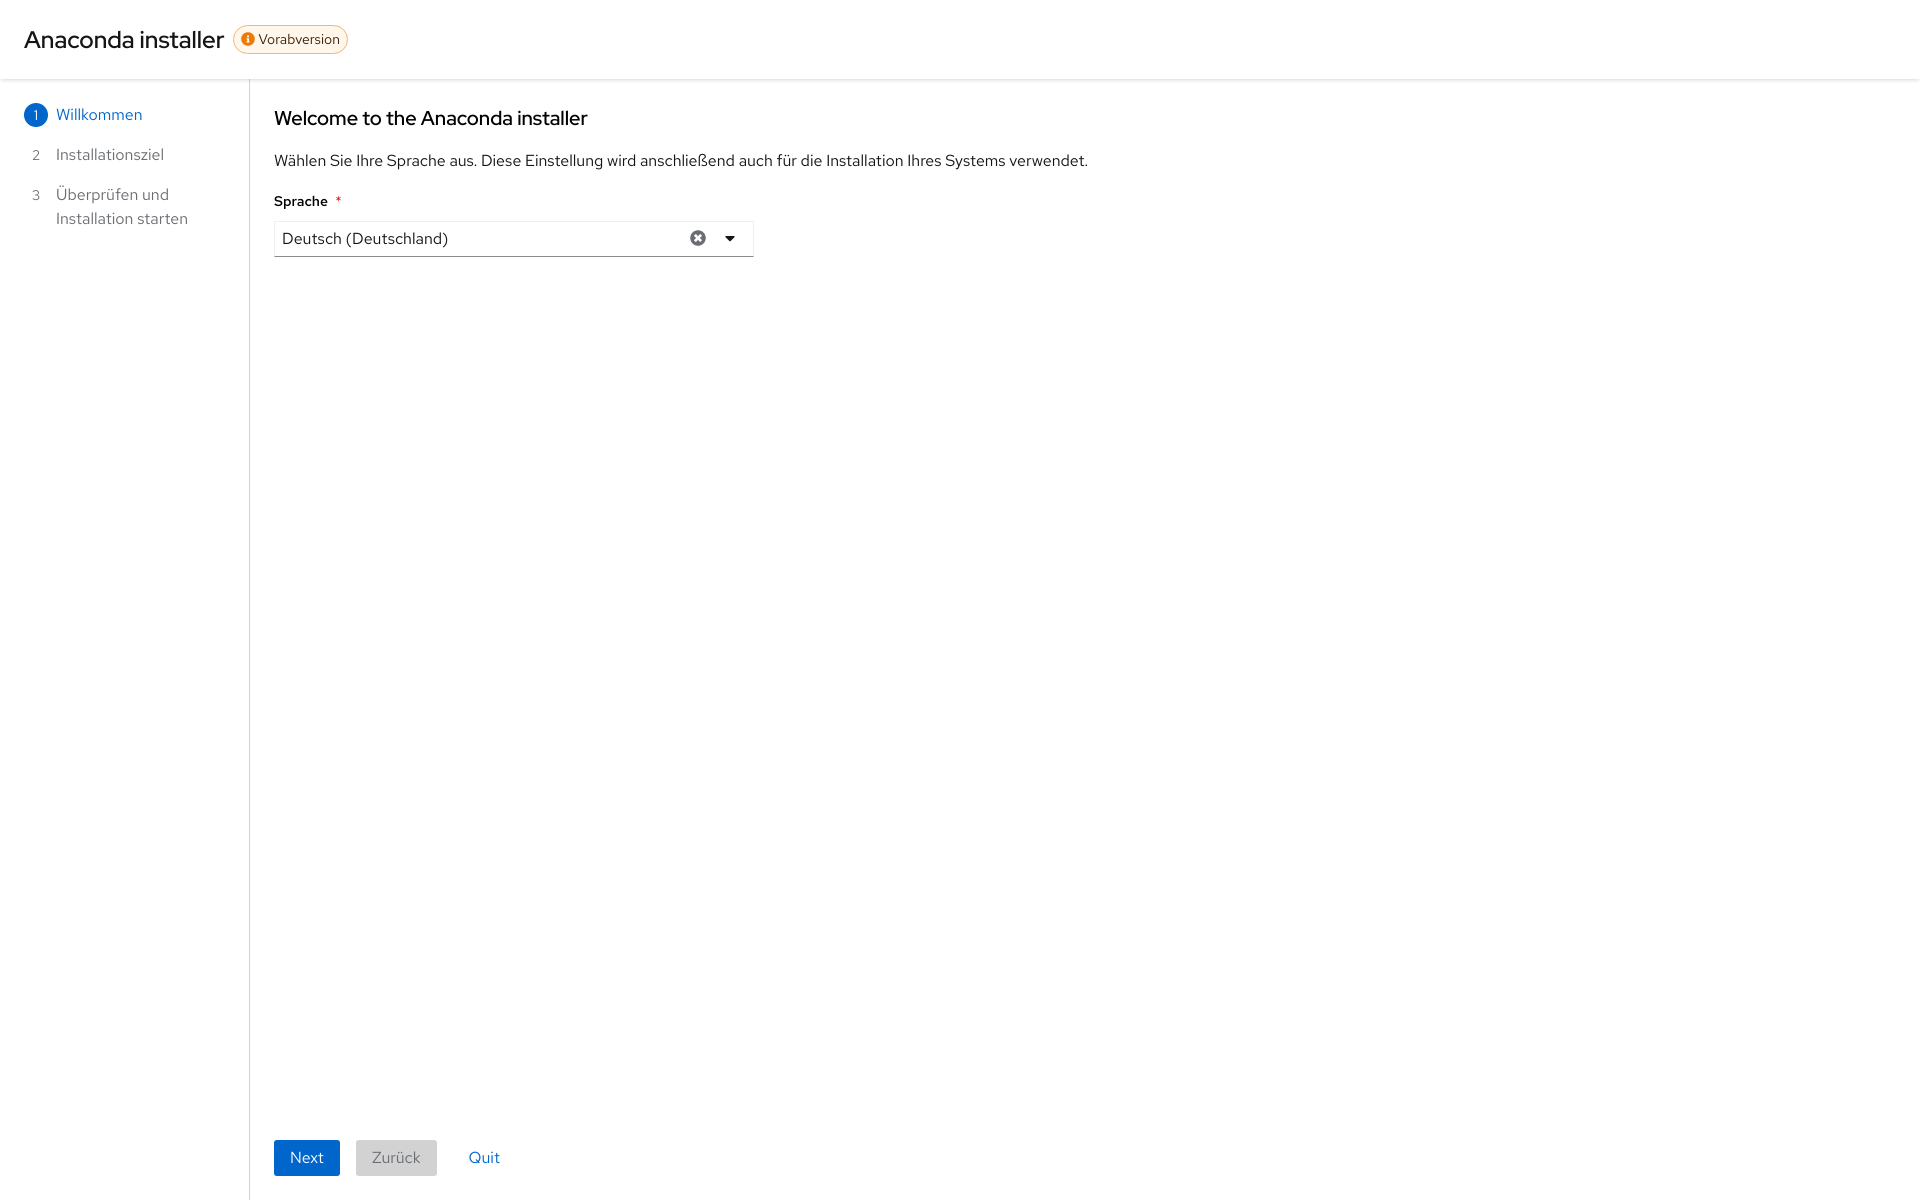 Anaconda installer
Vorabversion
1 Willkommen
2 Installationsziel
3 Überprüfen und
Installation starten
Welcome to the Anaconda installer
Wählen Sie Ihre Sprache aus. Diese Einstellung wird anschließend auch für die Installation Ihres Systems verwendet.
Sprache *
Deutsch (Deutschland)
Next Zurück Quit